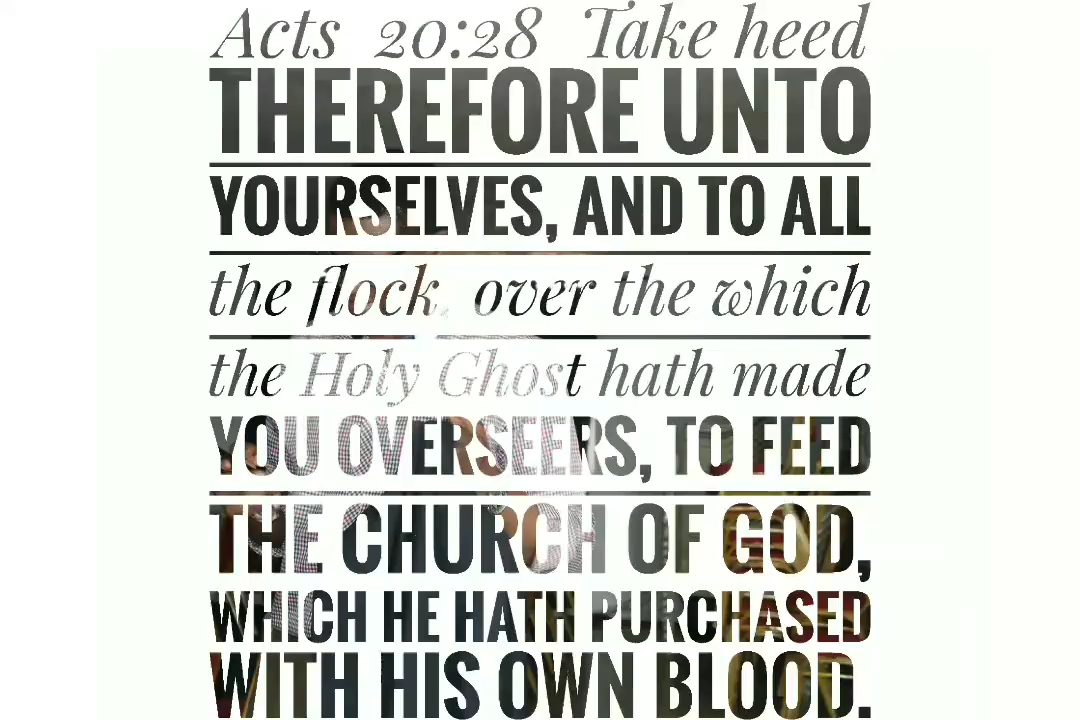 Acts 20:28 Take heed
THEREFORE UNTO
YOURSELVES, AND TO ALL
the flock, over the which
the Holy Ghost hath made
YOU OVERSEERS, TO FEED
THE CHURCH OF GOD,
WHICH HE HATH PURCHASED
WITH HIS OWN BLOOD.